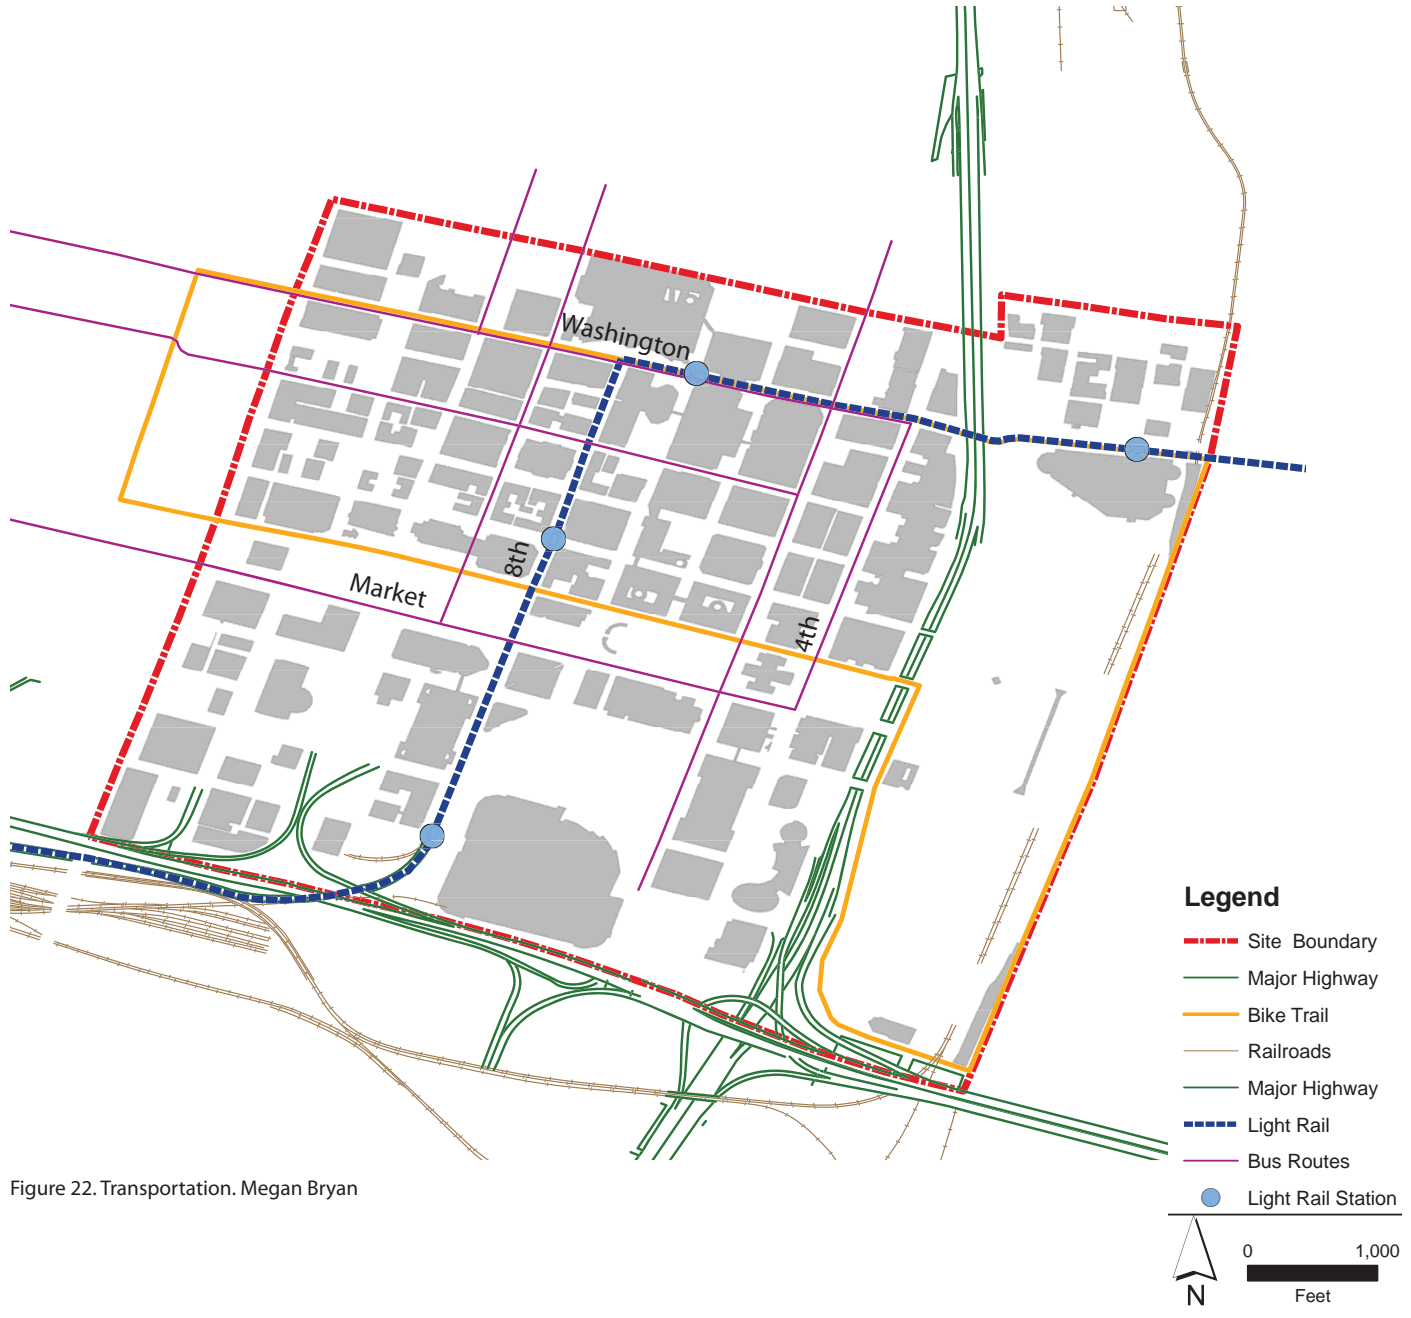 Washington
8th
Market
4th
Legend
Site Boundary
Major Highway
Bike Trail
Railroads
Major Highway
Light Rail
Bus Routes
Light Rail Station
Figure 22. Transportation. Megan Bryan
0 1,000
Feet
N